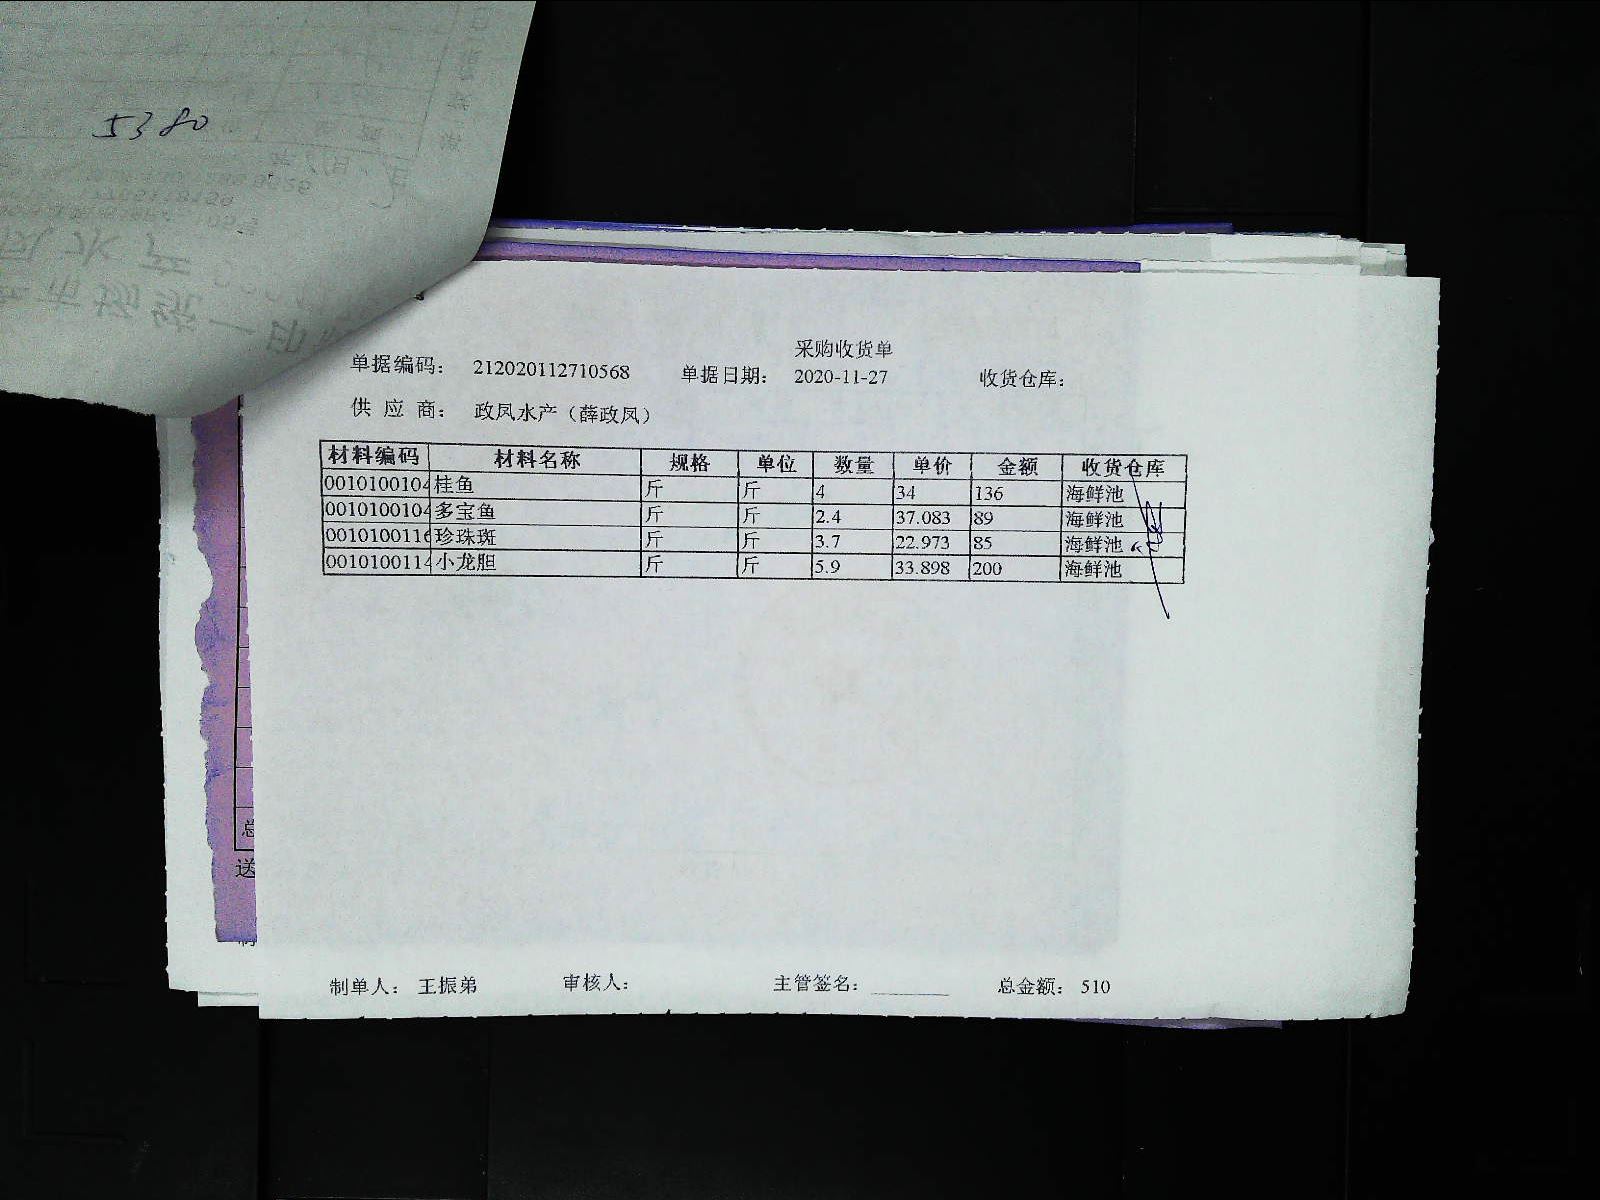 5380
采购收货单
单据编码： 212020112710568 单据日期： 2020-11-27 收货仓库：
供 应 商： 政凤水产（薛政凤）
材料编码 材料名称 规格 单位 数量 单价 金额 收货仓库
0010100104 桂鱼 斤 斤 4 34 136 海鲜池
0010100104 多宝鱼 斤 斤 2.4 37.083 89 海鲜池
0010100116 珍珠斑 斤 斤 3.7 22.973 85 海鲜池
0010100114 小龙胆 斤 斤 5.9 33.898 200 海鲜池
总
送
制单人： 王振弟 审核人： 主管签名：________ 总金额： 510